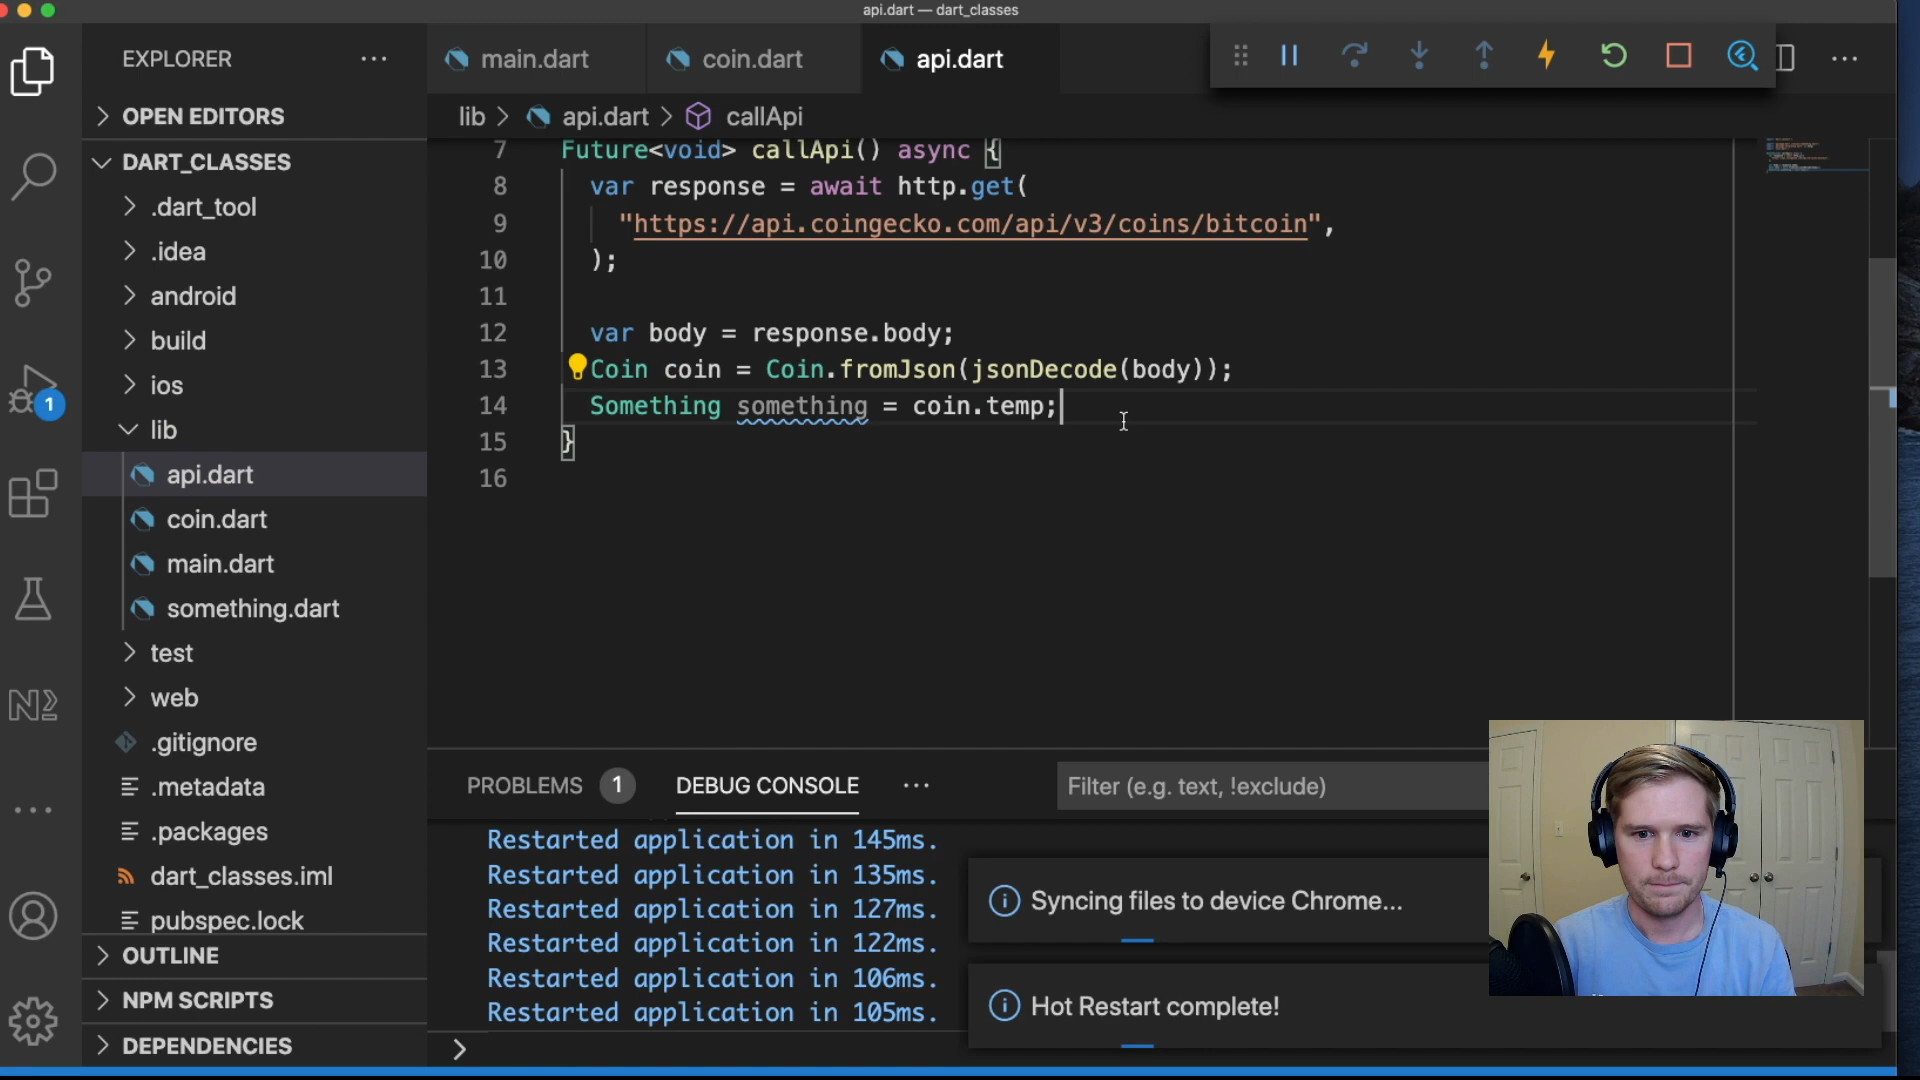 api.dart — dart_classes
EXPLORER
main.dart
coin.dart
api.dart
OPEN EDITORS
lib > api.dart > callApi
DART_CLASSES
.dart_tool
.idea
android
build
ios
lib
api.dart
coin.dart
main.dart
something.dart
test
web
.gitignore
.metadata
.packages
dart_classes.iml
pubspec.lock
OUTLINE
NPM SCRIPTS
DEPENDENCIES
1
7 Future<void> callApi() async {
8 var response = await http.get(
9 "https://api.coingecko.com/api/v3/coins/bitcoin",
10 );
11
12 var body = response.body;
13 Coin coin = Coin.fromJson(jsonDecode(body));
14 Something something = coin.temp;
15 }
16
PROBLEMS 1 DEBUG CONSOLE
Filter (e.g. text, !exclude)
Restarted application in 145ms.
Restarted application in 135ms.
Restarted application in 127ms.
Restarted application in 122ms.
Restarted application in 106ms.
Restarted application in 105ms.
>
Syncing files to device Chrome...
Hot Restart complete!